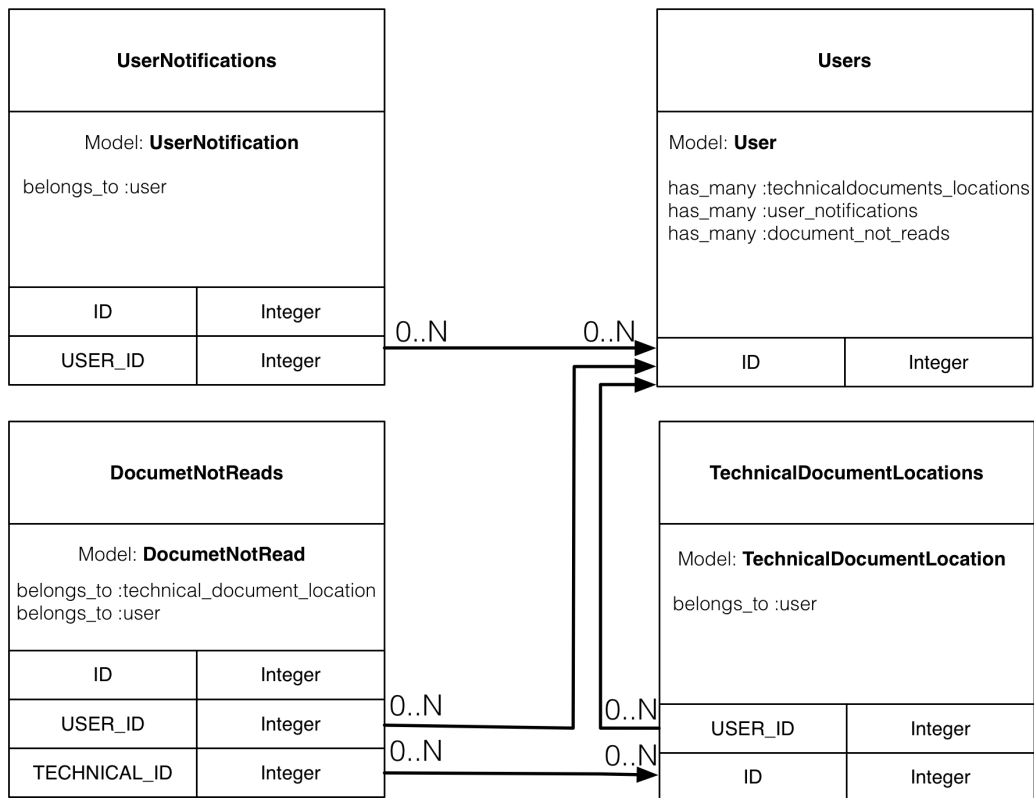 UserNotifications
Model: UserNotification
belongs_to :user
ID Integer
USER_ID Integer
Users
Model: User
has_many :technicaldocuments_locations
has_many :user_notifications
has_many :document_not_reads
ID Integer
0..N 0..N
DocumetNotReads
Model: DocumetNotRead
belongs_to :technical_document_location
belongs_to :user
ID Integer
USER_ID Integer
TECHNICAL_ID Integer
0..N
0..N 0..N
TechnicalDocumentLocations
Model: TechnicalDocumentLocation
belongs_to :user
0..N
USER_ID Integer
ID Integer